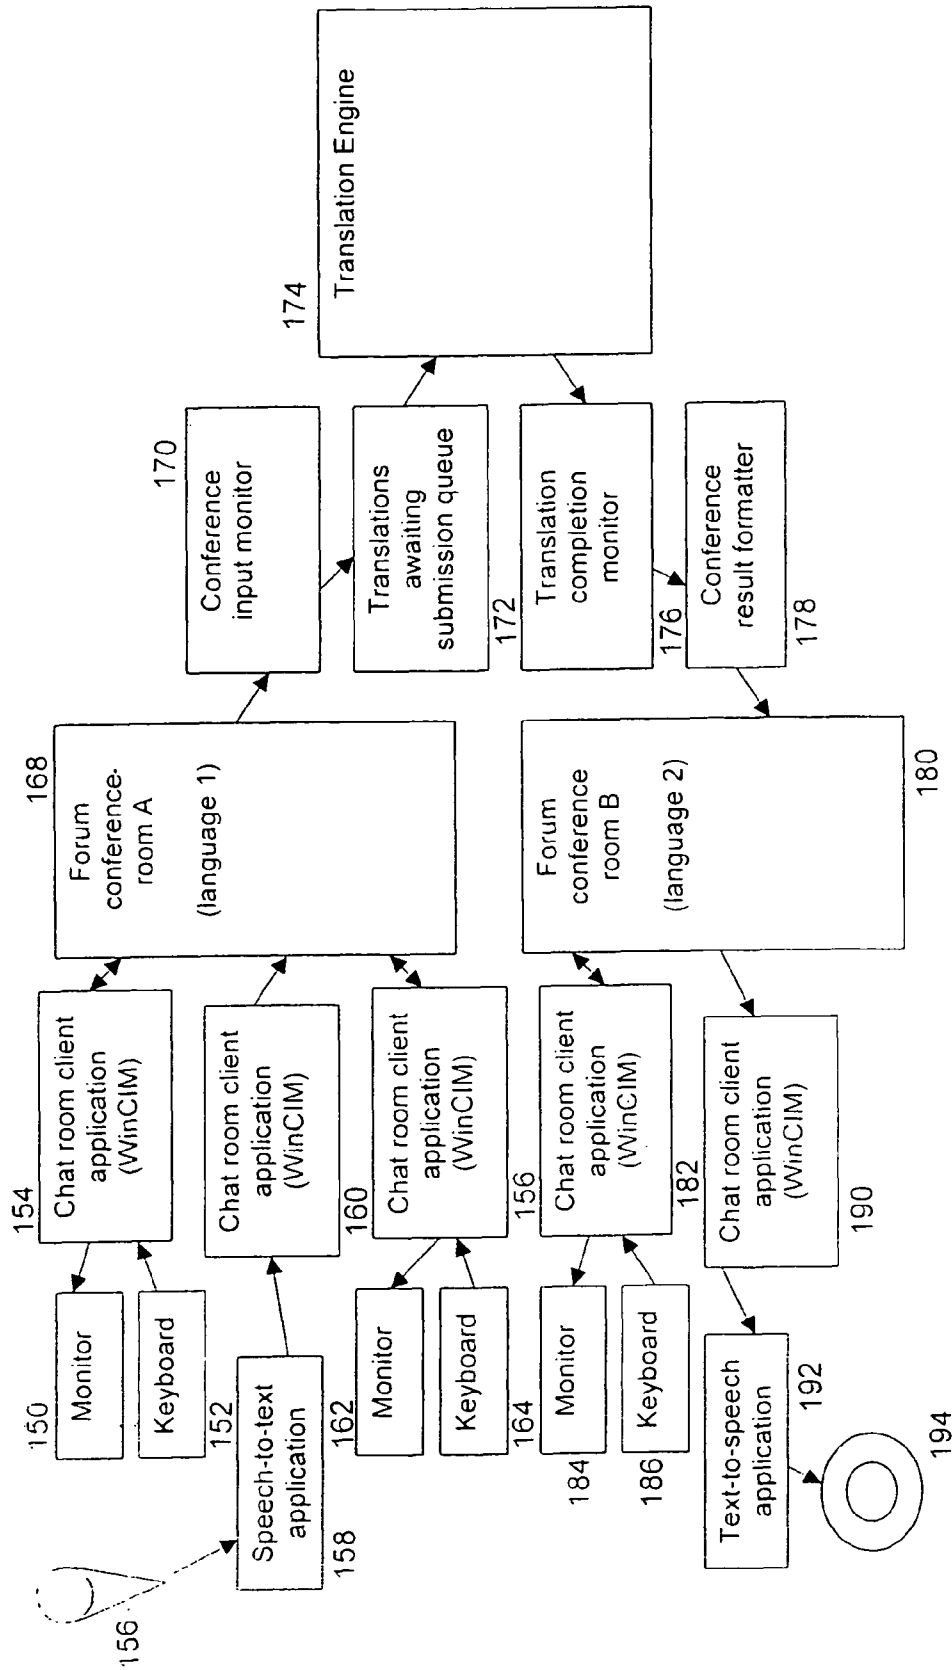 150
Monitor
Keyboard
152
154
Chat room client
application
(WinCIM)
156
Speech-to-text
application
158
Chat room client
application
(WinCIM)
160
162
Monitor
Keyboard
164
Chat room client
application
(WinCIM)
156
168
Forum
conference-
room A
(language 1)
170
Conference
input monitor
Translations
awaiting
submission queue
172
174
Translation Engine
Translation
completion
monitor
176
Conference
result formatter
178
Forum
conference
room B
(language 2)
180
Chat room client
application
(WinCIM)
182
184
Monitor
Keyboard
186
Chat room client
application
(WinCIM)
190
Text-to-speech
application
192
194